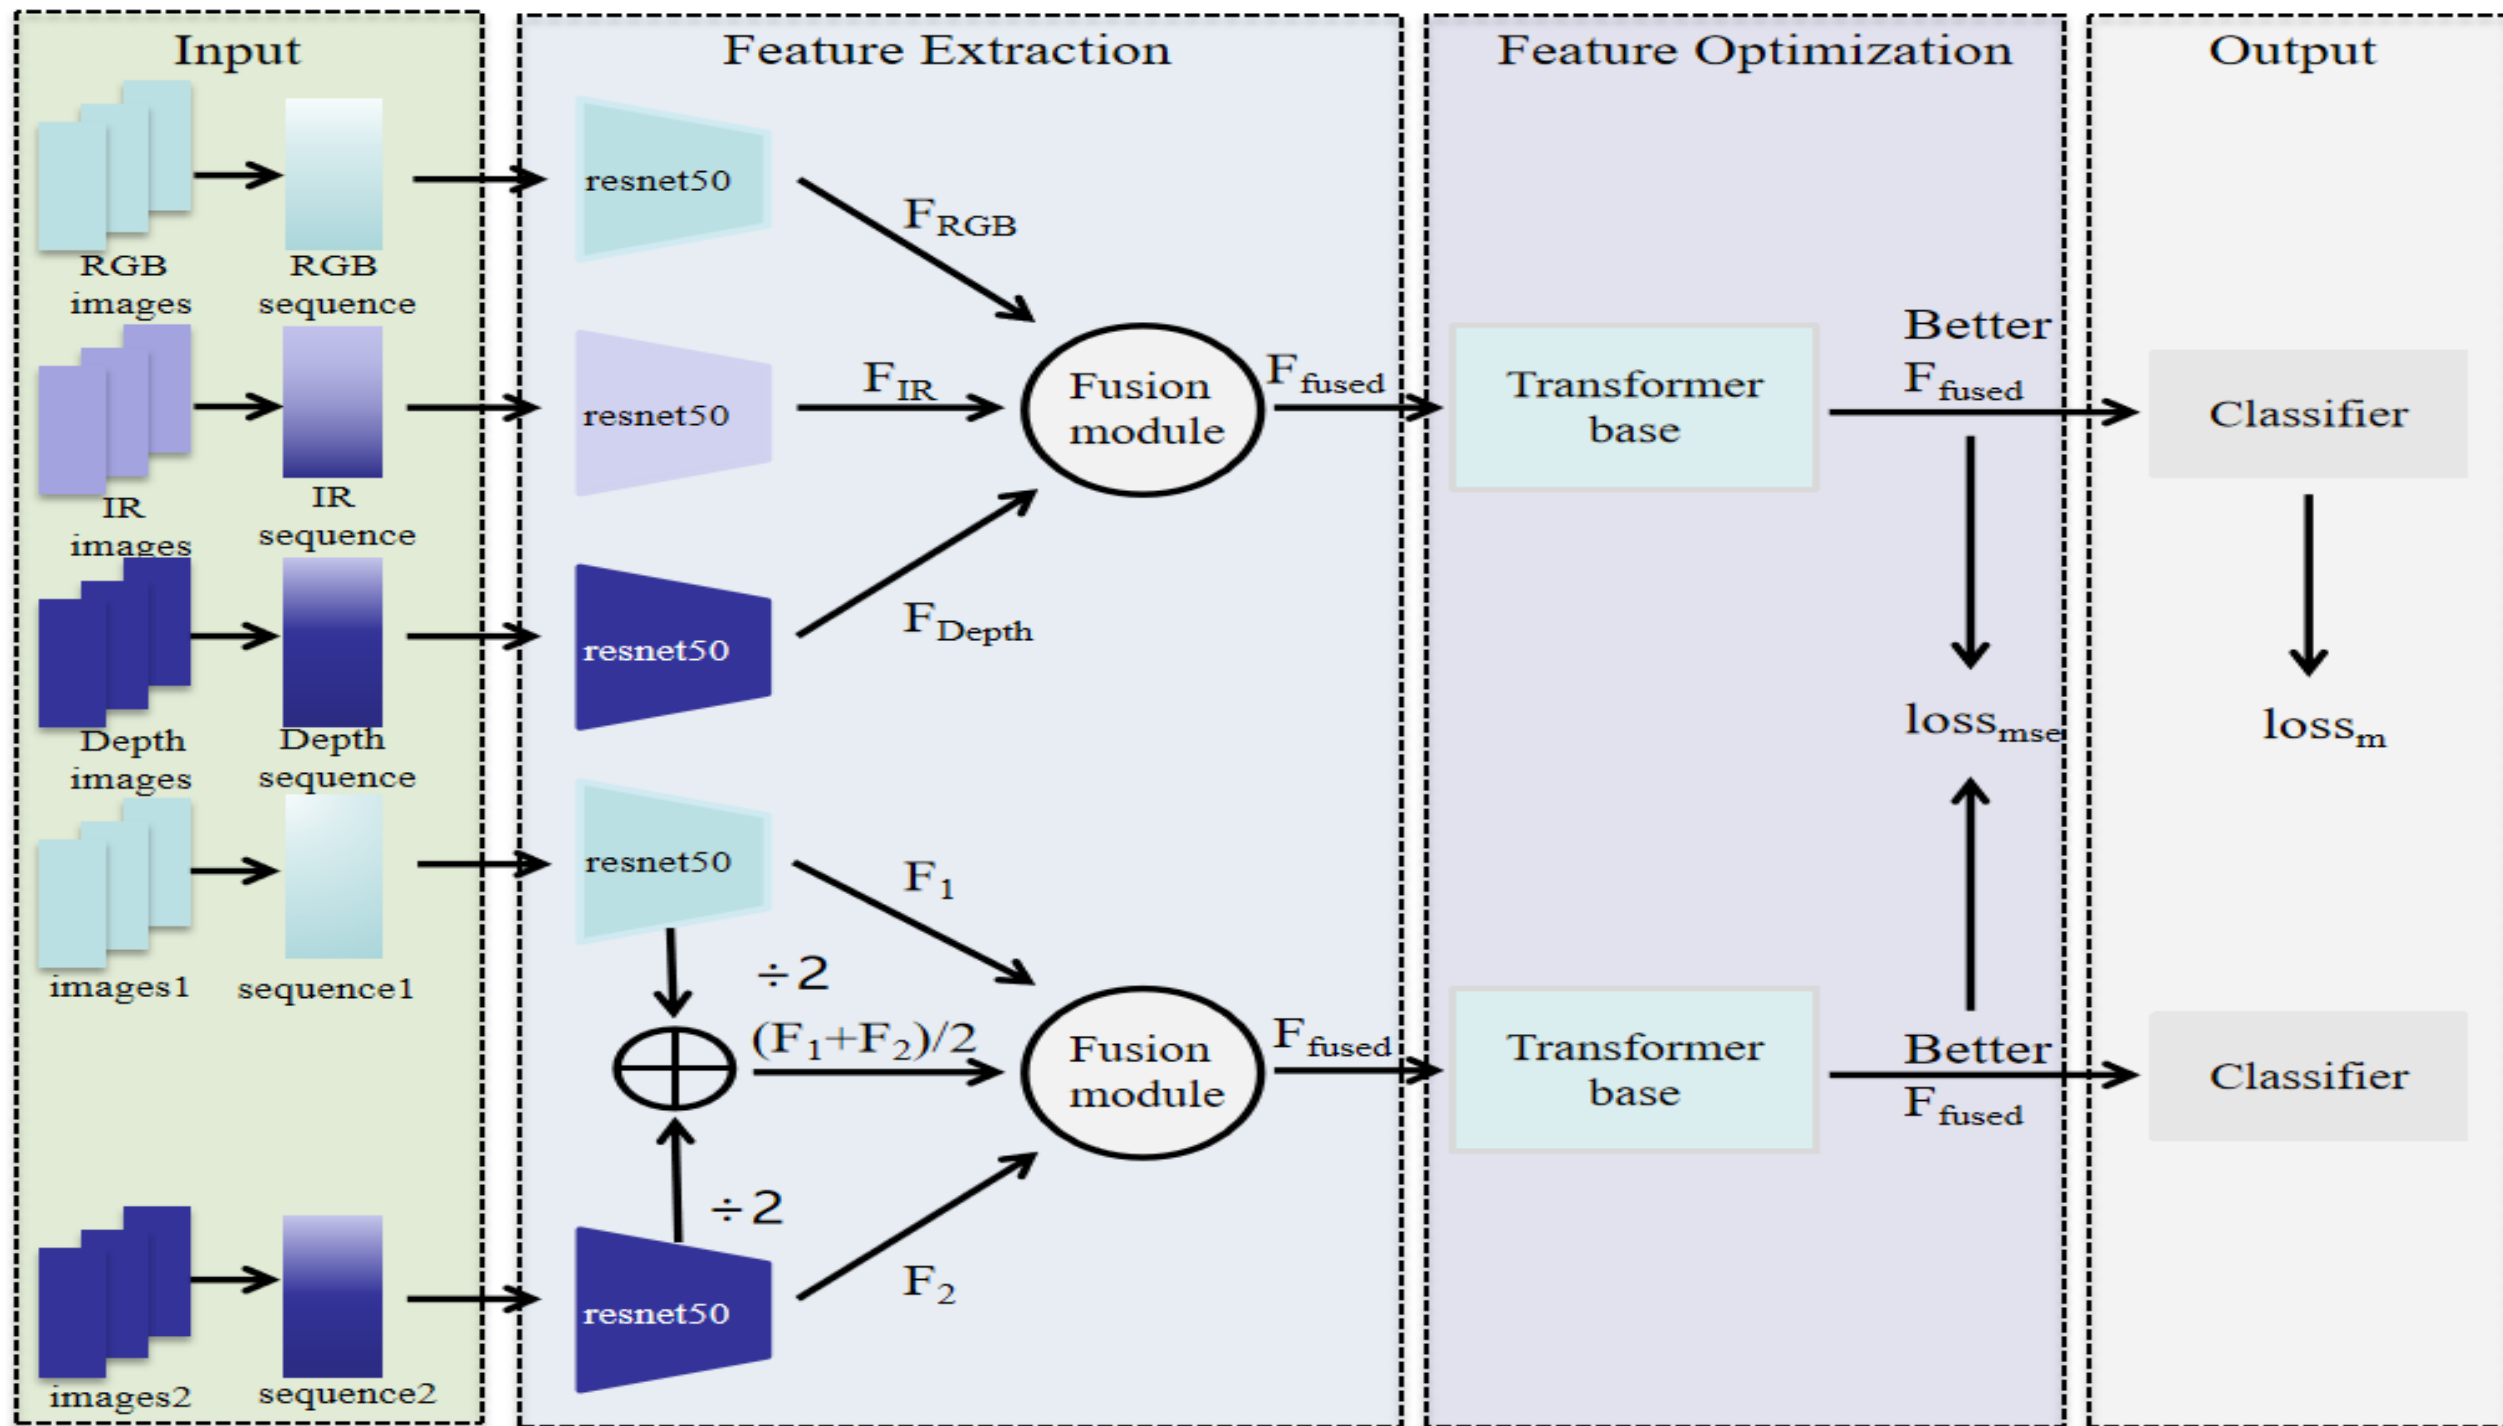 Input
Feature Extraction
Feature Optimization
Output
RGB
images
RGB
sequence
resnet50
F_RGB
IR
images
IR
sequence
resnet50
F_IR
Fusion
module
F_fused
Transformer
base
Better
F_fused
Classifier
Depth
images
Depth
sequence
resnet50
F_Depth
loss_mse
loss_m
images1
sequence1
resnet50
F_1
÷2
(F_1+F_2)/2
Fusion
module
F_fused
Transformer
base
Better
F_fused
Classifier
÷2
images2
sequence2
resnet50
F_2